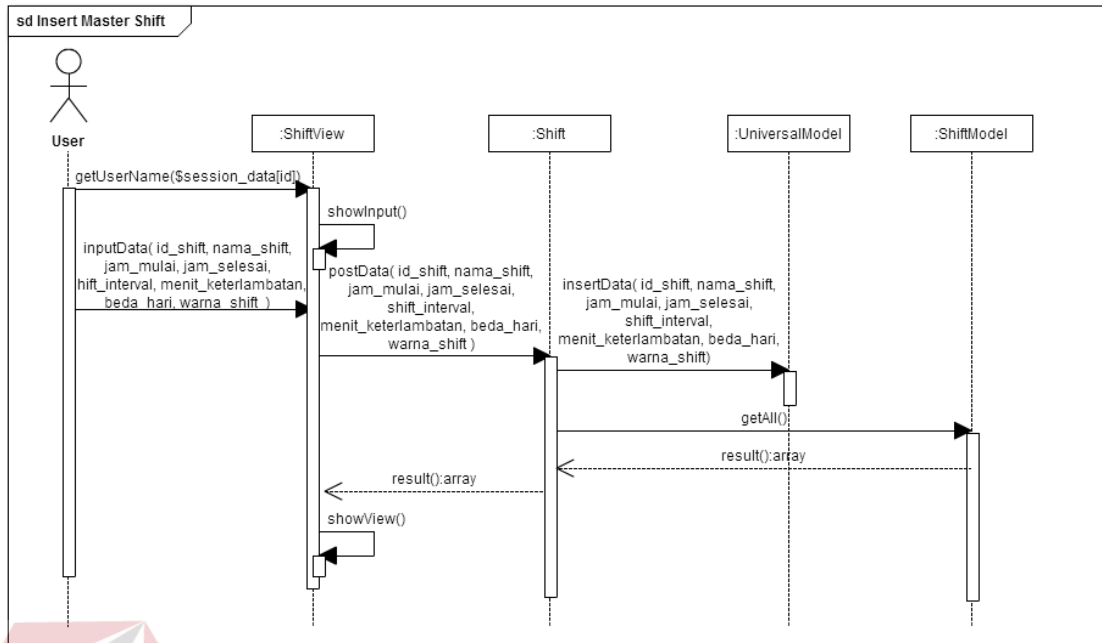 sd Insert Master Shift
User
:ShiftView
:Shift
:UniversalModel
:ShiftModel
getUserName($session_data[id])
showInput()
inputData( id_shift, nama_shift,
jam_mulai, jam_selesai,
hift_interval, menit_keterlambatan,
beda_hari, warna_shift )
postData( id_shift, nama_shift,
jam_mulai, jam_selesai,
shift_interval,
menit_keterlambatan, beda_hari,
warna_shift )
insertData( id_shift, nama_shift,
jam_mulai, jam_selesai,
shift_interval,
menit_keterlambatan, beda_hari,
warna_shift)
getAll()
result():array
result():array
showView()